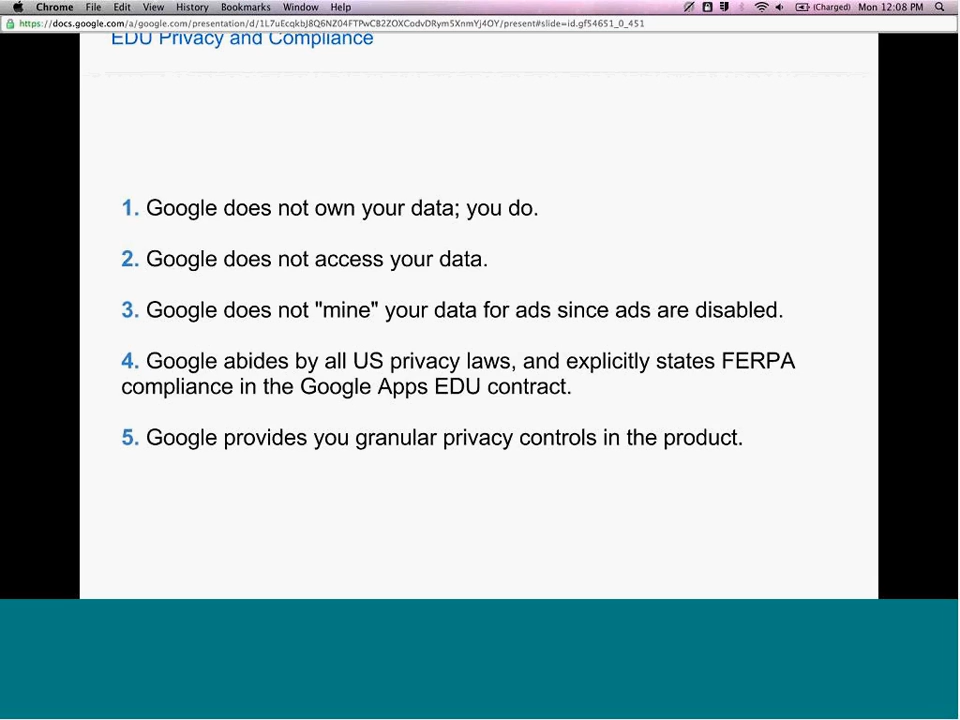 Chrome File Edit View History Bookmarks Window Help (Charged) Mon 12:08 PM
https://docs.google.com/a/google.com/presentation/d/1L7uEcqkbJ8Q6NZ04FTPwCB2ZOXCodvDRym5XnmYj4OY/present#slide=id.gf54651_0_451
EDU Privacy and Compliance
1. Google does not own your data; you do.
2. Google does not access your data.
3. Google does not "mine" your data for ads since ads are disabled.
4. Google abides by all US privacy laws, and explicitly states FERPA
compliance in the Google Apps EDU contract.
5. Google provides you granular privacy controls in the product.